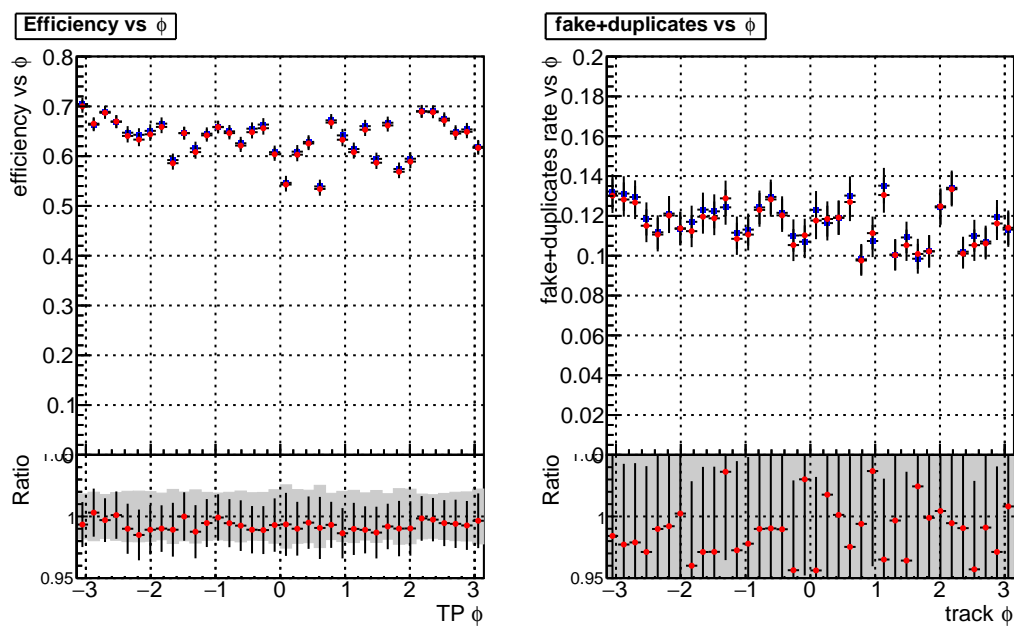 Efficiency vs ϕ
efficiency vs ϕ
0.8
0.7
0.6
0.5
0.4
0.3
0.2
0.1
0
Ratio
1
0.95
−3 −2 −1 0 1 2 3
TP ϕ
fake+duplicates vs ϕ
fake+duplicates rate vs ϕ
0.2
0.18
0.16
0.14
0.12
0.1
0.08
0.06
0.04
0.02
0
Ratio
1
0.95
−3 −2 −1 0 1 2 3
track ϕ